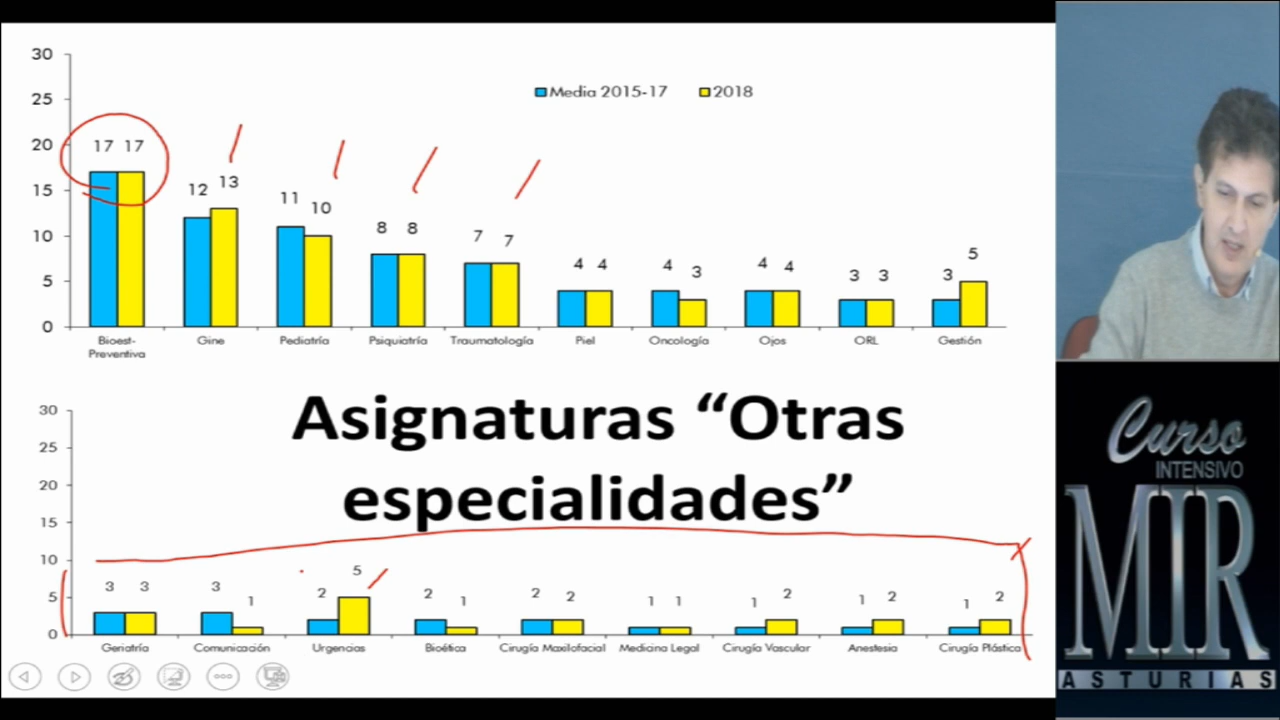 30
25
20
15
10
5
0
Media 2015-17 2018
17 17
12 13
11 10
8 8
7 7
4 4
4 3
4 4
3 3
3 5
Bioest-
Preventiva
Gine
Pediatría
Psiquiatría
Traumatología
Piel
Oncología
Ojos
ORL
Gestión
Asignaturas “Otras
especialidades”
30
25
20
15
10
5
0
3 3
3 1
2 5
2 1
2 2
1 1
1 2
1 2
1 2
Geriatría
Comunicación
Urgencias
Bioética
Cirugía Maxilofacial
Medicina Legal
Cirugía Vascular
Anestesia
Cirugía Plástica
Curso
INTENSIVO
MIR
ASTURIAS